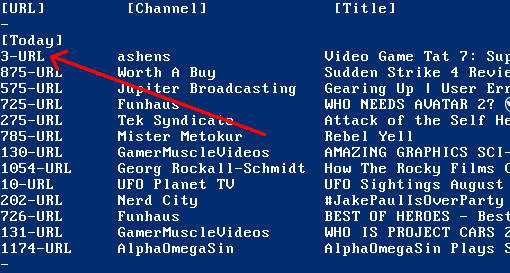 [URL] [Channel] [Title]
-
[Today]
3-URL ashens Video Game Tat 7: Sup
875-URL Worth A Buy Sudden Strike 4 Revie
575-URL Jupiter Broadcasting Gearing Up | User Err
725-URL Funhaus WHO NEEDS AVATAR 2?
275-URL Tek Syndicate Attack of the Self He
785-URL Mister Metokur Rebel Yell
130-URL GamerMuscleVideos AMAZING GRAPHICS SCI-
1054-URL Georg Rockall-Schmidt How The Rocky Films C
10-URL UFO Planet TV UFO Sightings August
202-URL Nerd City #JakePaulIsOverParty
726-URL Funhaus BEST OF HEROES - Best
131-URL GamerMuscleVideos WHO IS PROJECT CARS 2
1174-URL AlphaOmegaSin AlphaOmegaSin Plays S
-